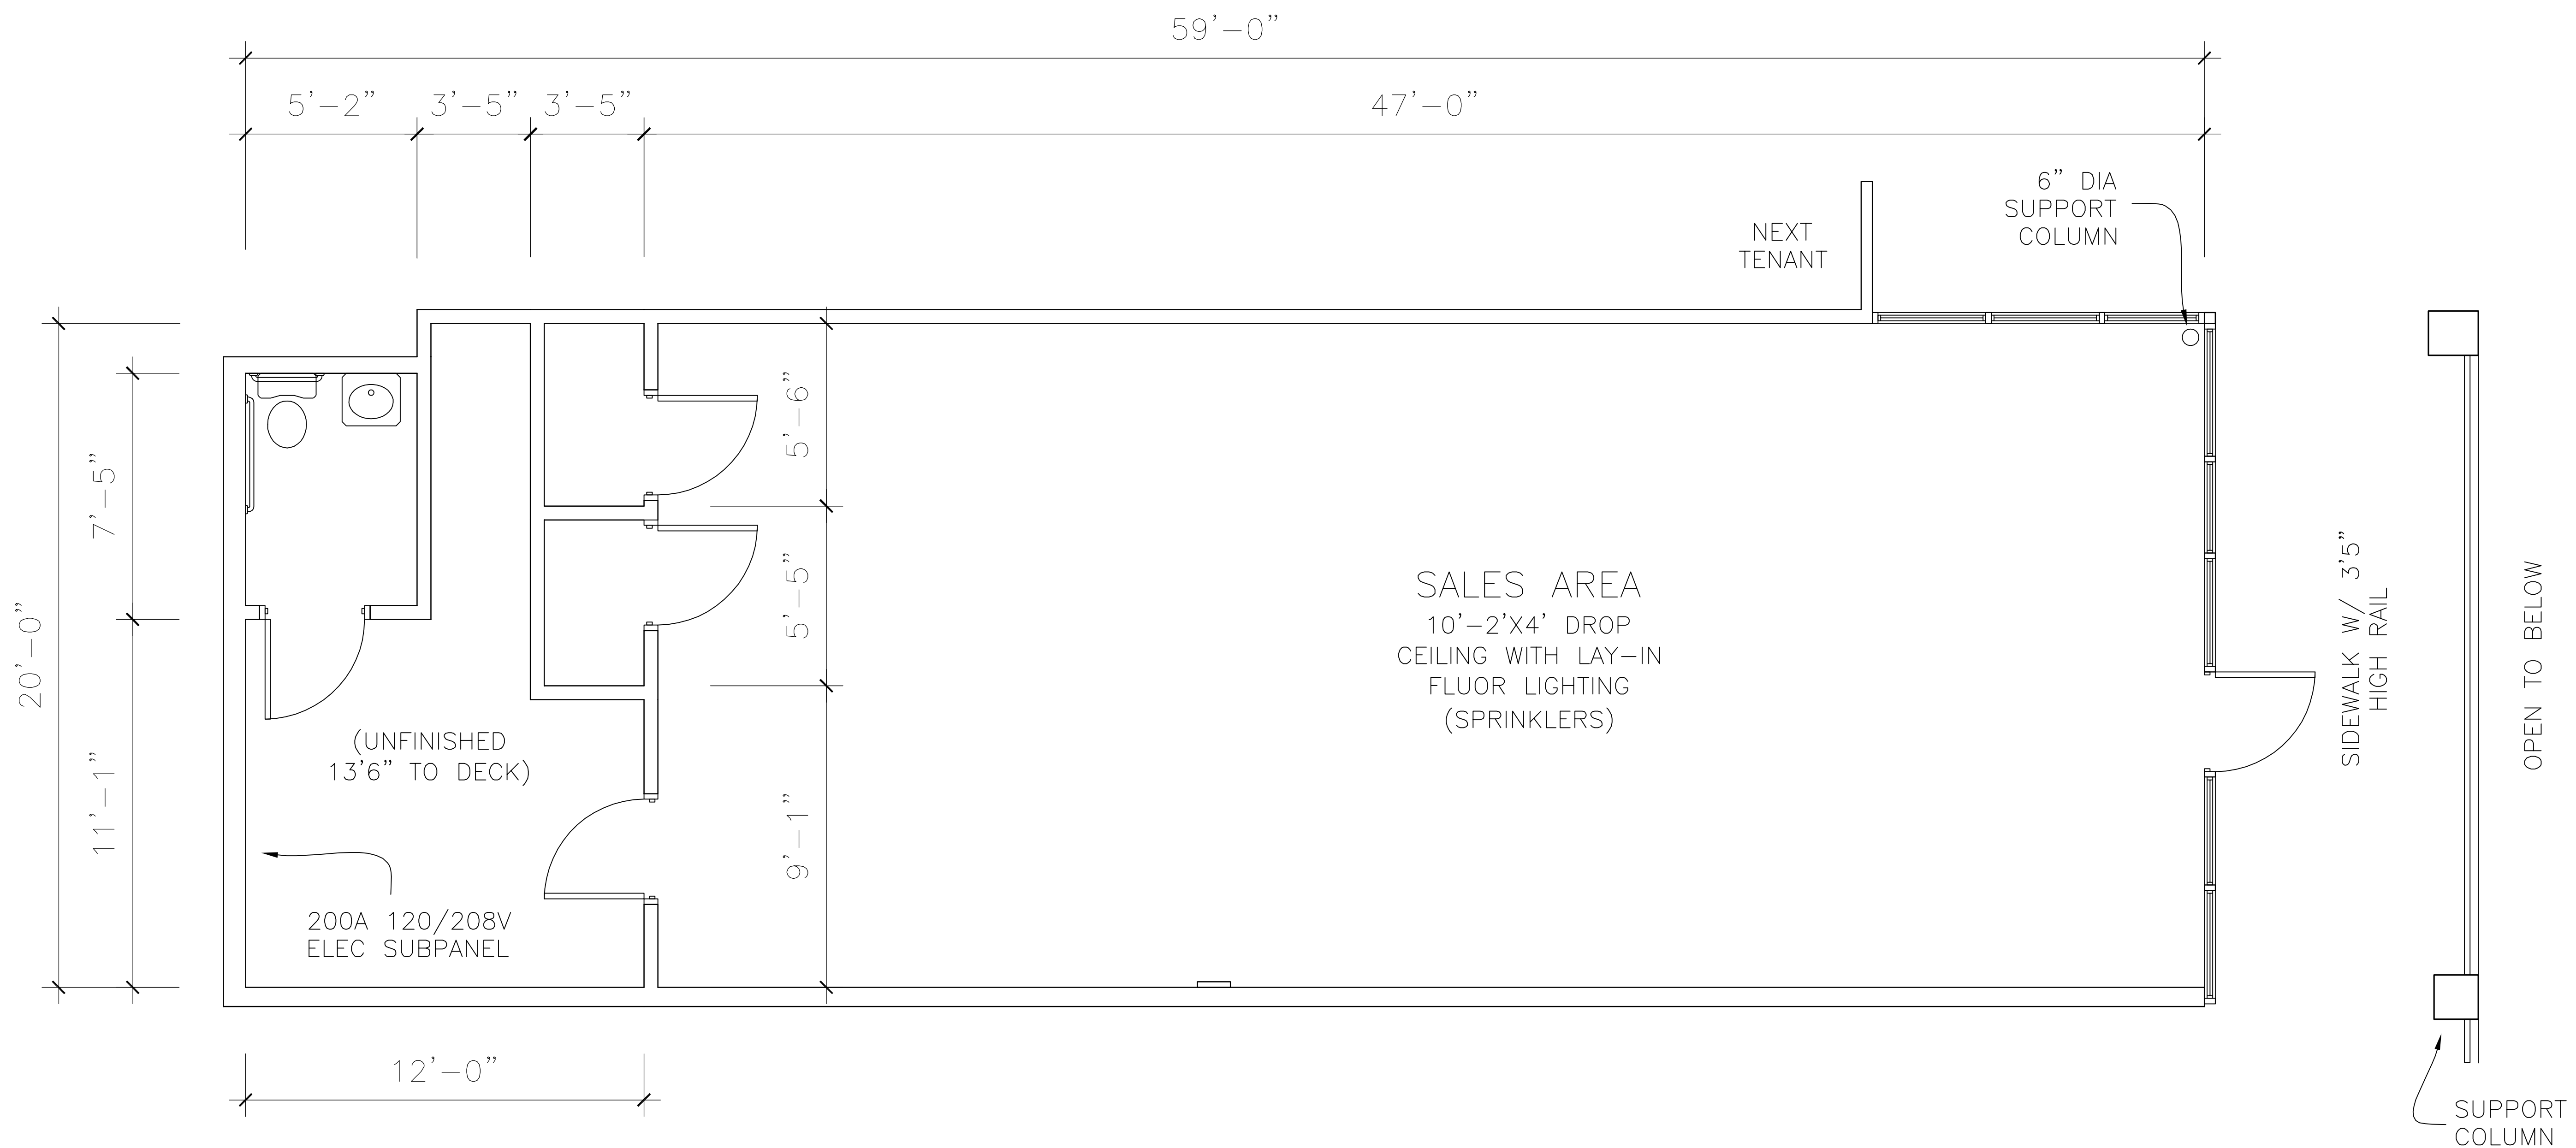 59'-0"
5'-2" 3'-5" 3'-5" 47'-0"
6" DIA
SUPPORT
COLUMN
NEXT
TENANT
20'-0"
7'-5"
11'-1"
5'-6"
5'-5"
9'-1"
SALES AREA
10'-2'X4' DROP
CEILING WITH LAY-IN
FLUOR LIGHTING
(SPRINKLERS)
(UNFINISHED
13'6" TO DECK)
200A 120/208V
ELEC SUBPANEL
SIDEWALK W/ 3'5"
HIGH RAIL
OPEN TO BELOW
12'-0"
SUPPORT
COLUMN